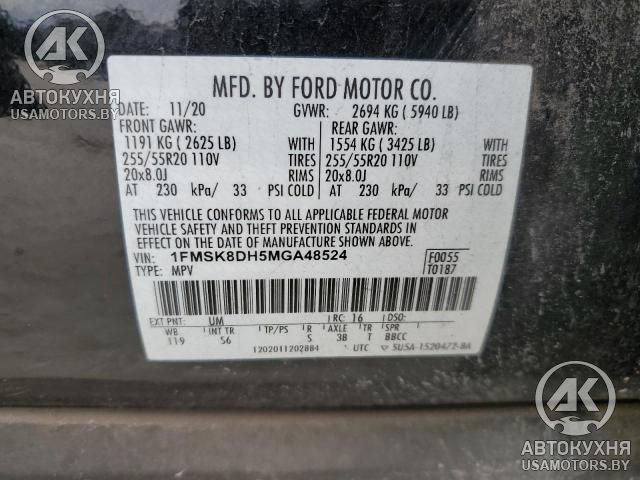 АК
АВТОКУХНЯ
USAMOTORS.BY
MFD. BY FORD MOTOR CO.
DATE: 11/20 GVWR: 2694 KG (5940 LB)
FRONT GAWR: REAR GAWR:
1191 KG (2625 LB) WITH 1554 KG (3425 LB) WITH
255/55R20 110V TIRES 255/55R20 110V TIRES
20x8.0J RIMS 20x8.0J RIMS
AT 230 kPa/ 33 PSI COLD AT 230 kPa/ 33 PSI COLD
THIS VEHICLE CONFORMS TO ALL APPLICABLE FEDERAL MOTOR
VEHICLE SAFETY AND THEFT PREVENTION STANDARDS IN
EFFECT ON THE DATE OF MANUFACTURE SHOWN ABOVE.
VIN: 1FMSK8DH5MGA48524 F0055
TYPE: MPV T0187
EXT PNT: UM RC: 16 DSO:
WB INT TR TP/PS R AXLE TR SPR
119 S6 S 3B T BBCC
1202011202884 UTC 5U5A-1520472-BA
АК
АВТОКУХНЯ
USAMOTORS.BY